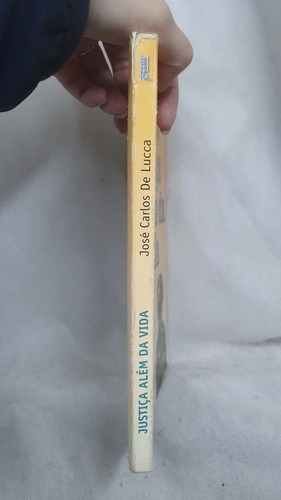 José Carlos De Lucca
JUSTIÇA ALÉM DA VIDA